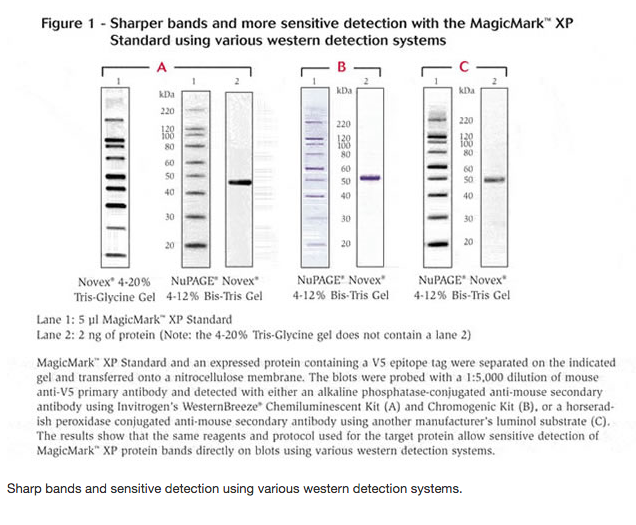 Figure 1 - Sharper bands and more sensitive detection with the MagicMark™ XP
Standard using various western detection systems
A
B
C
1
1
2
1
2
1
2
kDa
220
120
100
80
60
50
40
30
20
kDa
220
120
100
80
60
50
40
30
20
kDa
220
120
100
80
60
50
40
30
20
Novex® 4-20%
Tris-Glycine Gel
NuPAGE® Novex®
4-12% Bis-Tris Gel
NuPAGE® Novex®
4-12% Bis-Tris Gel
NuPAGE® Novex®
4-12% Bis-Tris Gel
Lane 1: 5 µl MagicMark™ XP Standard
Lane 2: 2 ng of protein (Note: the 4-20% Tris-Glycine gel does not contain a lane 2)
MagicMark™ XP Standard and an expressed protein containing a V5 epitope tag were separated on the indicated
gel and transferred onto a nitrocellulose membrane. The blots were probed with a 1:5,000 dilution of mouse
anti-V5 primary antibody and detected with either an alkaline phosphatase-conjugated anti-mouse secondary
antibody using Invitrogen's WesternBreeze® Chemiluminescent Kit (A) and Chromogenic Kit (B), or a horserad-
ish peroxidase conjugated anti-mouse secondary antibody using another manufacturer's luminol substrate (C).
The results show that the same reagents and protocol used for the target protein allow sensitive detection of
MagicMark™ XP protein bands directly on blots using various western detection systems.
Sharp bands and sensitive detection using various western detection systems.